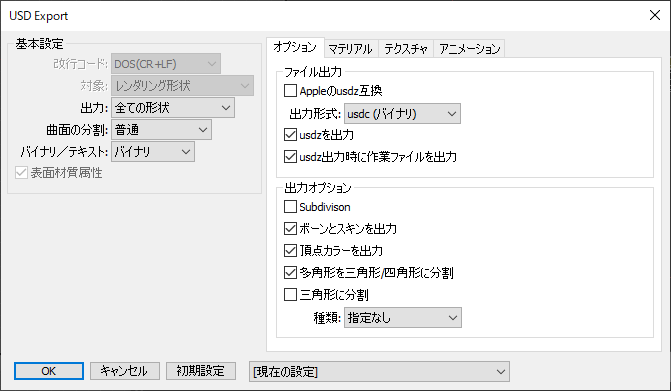 USD Export
基本設定
改行コード: DOS(CR+LF)
対象: レンダリング形状
出力: 全ての形状
曲面の分割: 普通
バイナリ/テキスト: バイナリ
表面材質属性
オプション マテリアル テクスチャ アニメーション
ファイル出力
Appleのusdz互換
出力形式: usdc (バイナリ)
usdzを出力
usdz出力時に作業ファイルを出力
出力オプション
Subdivison
ボーンとスキンを出力
頂点カラーを出力
多角形を三角形/四角形に分割
三角形に分割
種類: 指定なし
OK キャンセル 初期設定 [現在の設定]